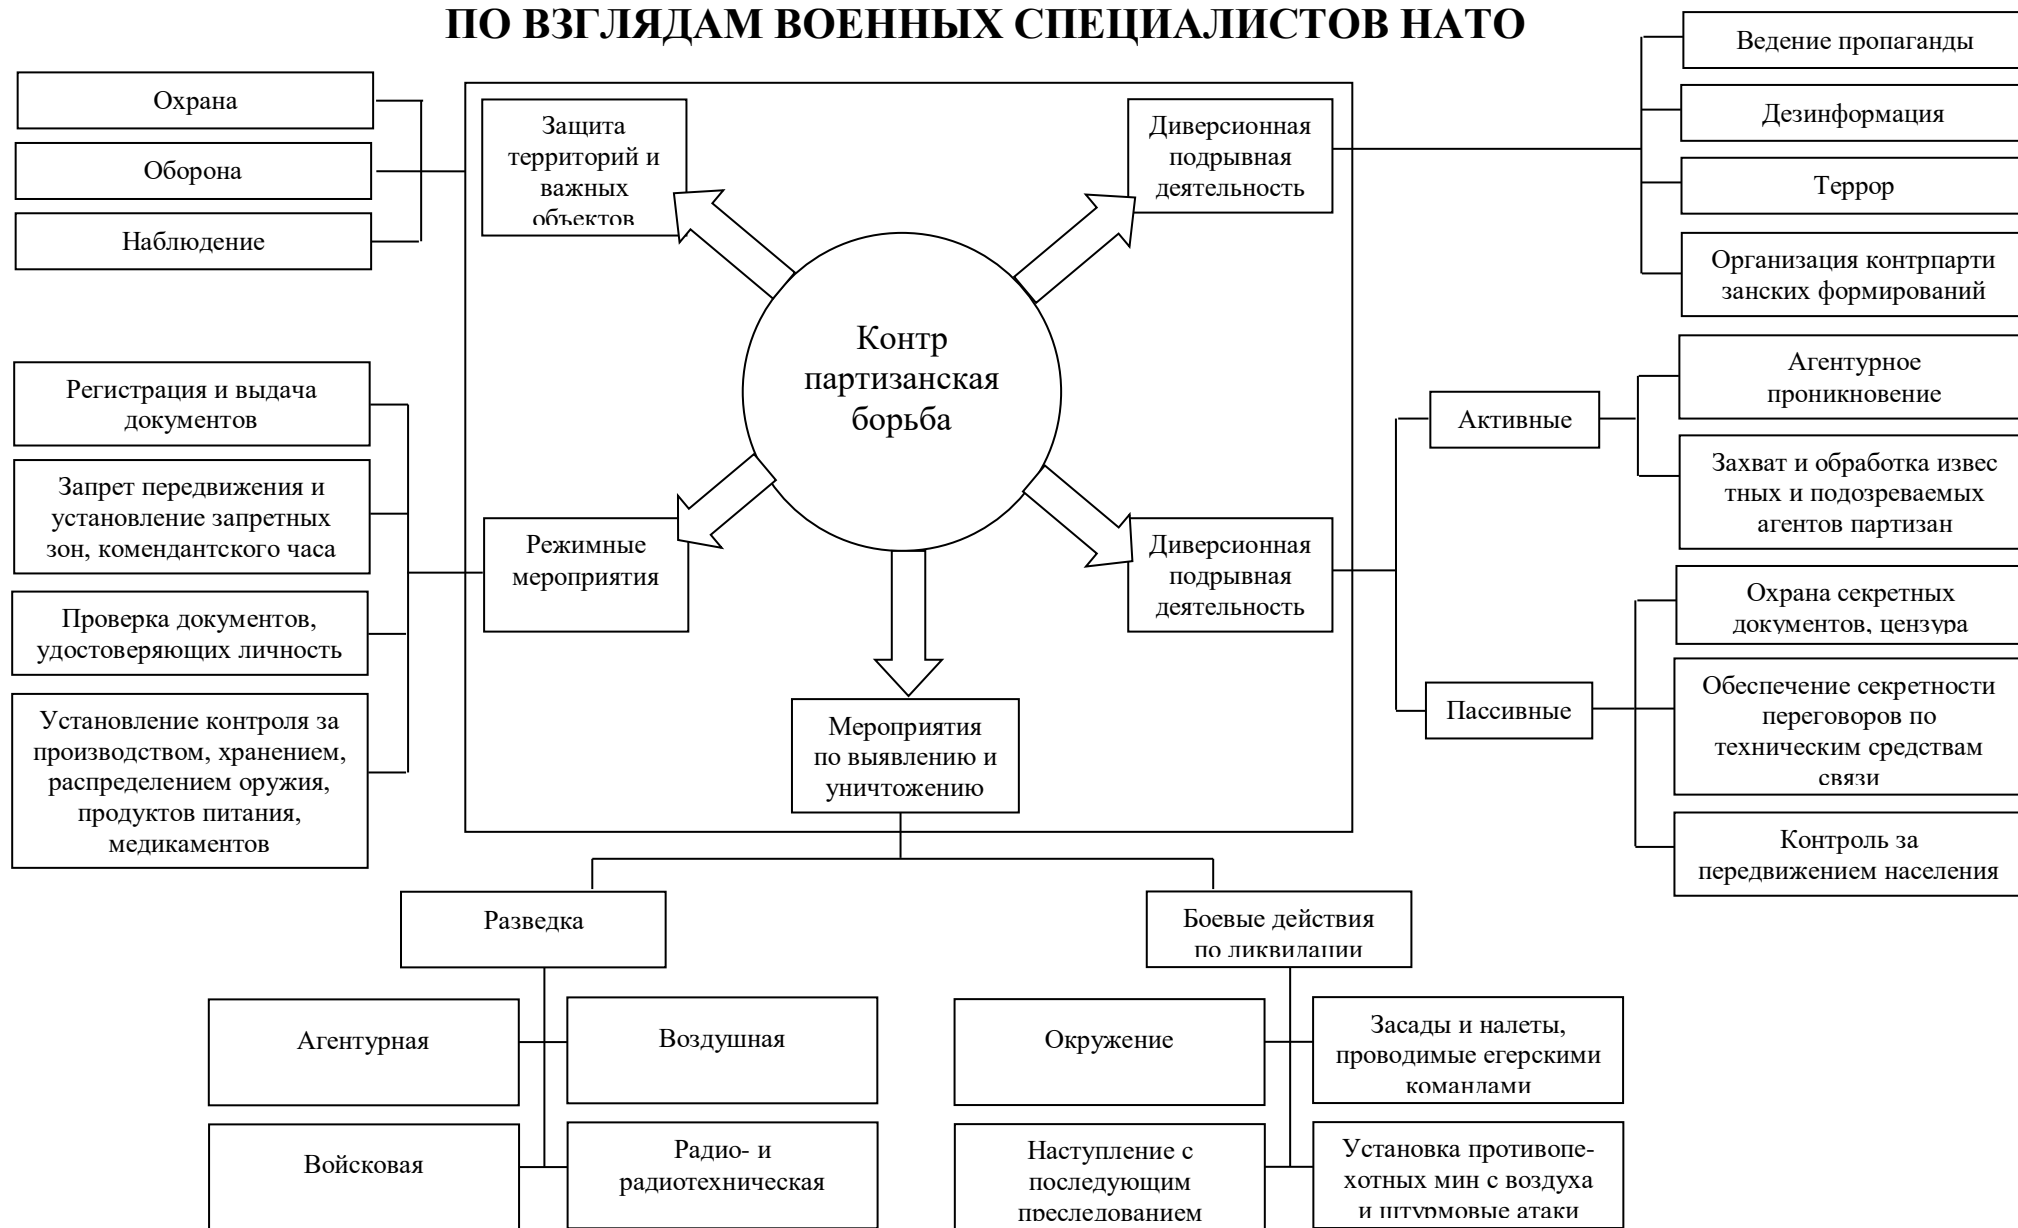 ПО ВЗГЛЯДАМ ВОЕННЫХ СПЕЦИАЛИСТОВ НАТО
Охрана
Оборона
Наблюдение
Защита
территорий и
важных
объектов
Диверсионная
подрывная
деятельность
Ведение пропаганды
Дезинформация
Террор
Организация контрпарти
занских формирований
Контр
партизанская
борьба
Регистрация и выдача
документов
Запрет передвижения и
установление запретных
зон, комендантского часа
Проверка документов,
удостоверяющих личность
Установление контроля за
производством, хранением,
распределением оружия,
продуктов питания,
медикаментов
Режимные
мероприятия
Диверсионная
подрывная
деятельность
Активные
Агентурное
проникновение
Захват и обработка извес
тных и подозреваемых
агентов партизан
Пассивные
Охрана секретных
документов, цензура
Обеспечение секретности
переговоров по
техническим средствам
связи
Контроль за
передвижением населения
Мероприятия
по выявлению и
уничтожению
Разведка
Боевые действия
по ликвидации
Агентурная
Воздушная
Войсковая
Радио- и
радиотехническая
Окружение
Засады и налеты,
проводимые егерскими
командами
Наступление с
последующим
преследованием
Установка противопе-
хотных мин с воздуха
и штурмовые атаки